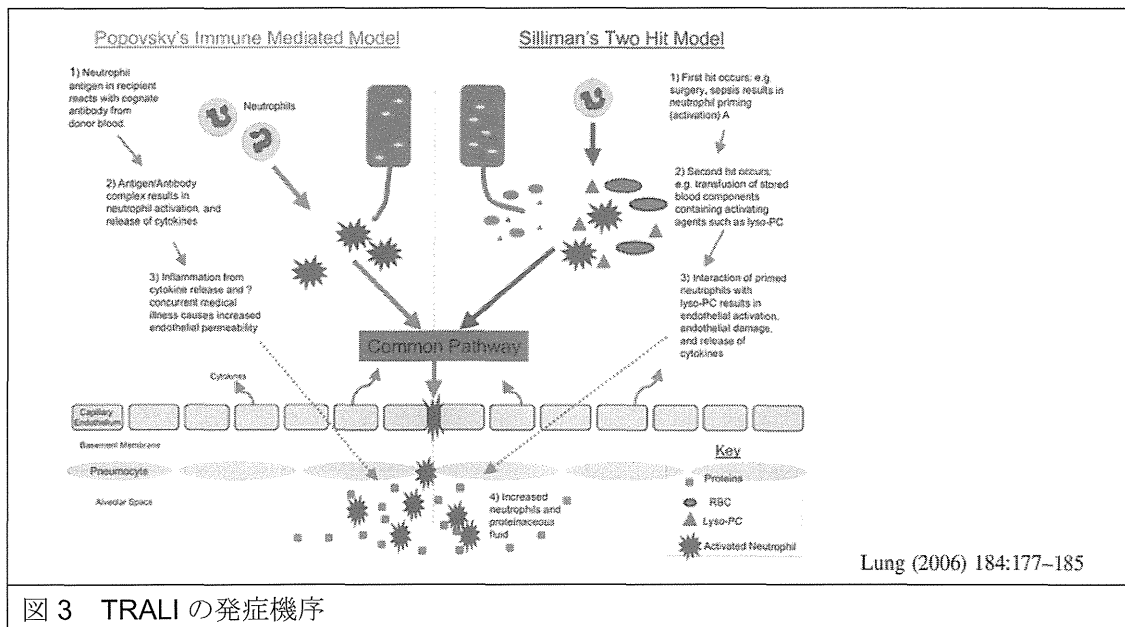 Popovsky's Immune Mediated Model
Silliman's Two Hit Model
1) Neutrophil
antigen in recipient
reacts with cognate
antibody from
donor blood.
Neutrophils
2) Antigen/Antibody
complex results in
neutrophil activation, and
release of cytokines
3) Inflammation from
cytokine release and ?
concurrent medical
illness causes increased
endothelial permeability
1) First hit occurs: e.g.
surgery, sepsis results in
neutrophil priming
(activation) A
2) Second hit occurs:
e.g. transfusion of stored
blood components
containing activating
agents such as lyso-PC
3) Interaction of primed
neutrophils with
lyso-PC results in
endothelial activation,
endothelial damage,
and release of
cytokines
Common Pathway
Cytokines
Capillary
Endothelium
Basement Membrane
Pneumocyte
Alveolar Space
4) Increased
neutrophils and
proteinaceous
fluid
Key
Proteins
RBC
Lyso-PC
Activated Neutrophil
Lung (2006) 184:177–185
図 3 TRALI の発症機序